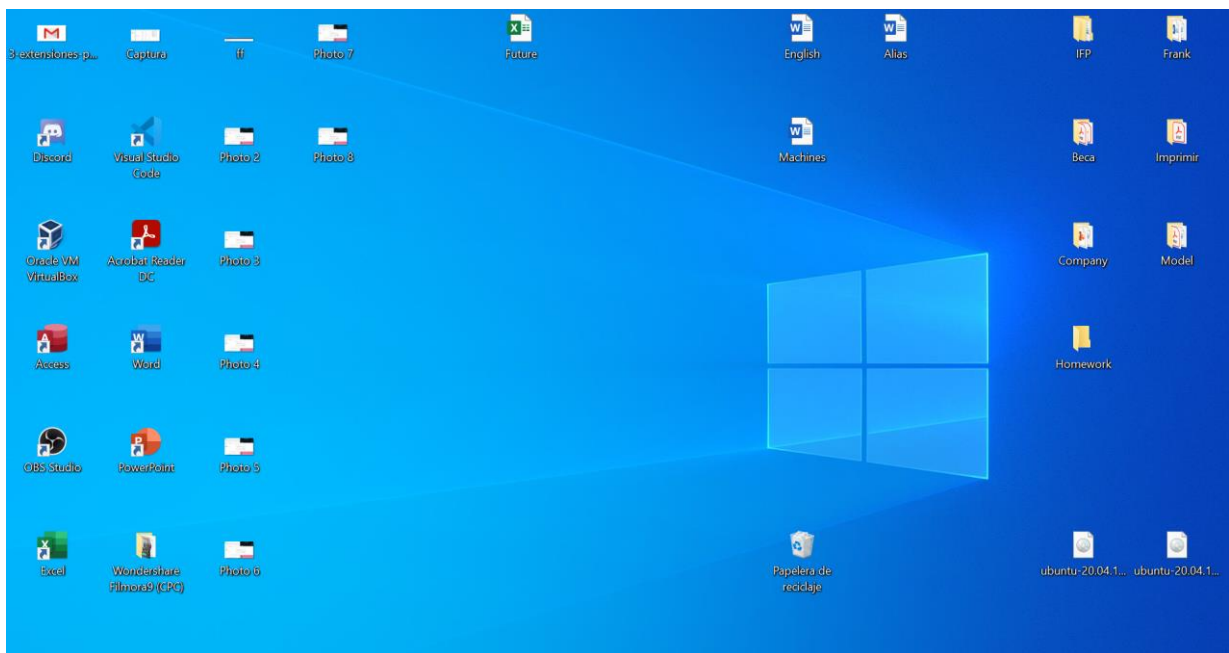 3-extensiones-p...
Captura
ff
Photo 7
Future
English
Alias
IFP
Frank
Discord
Visual Studio
Code
Photo 2
Photo 8
Machines
Beca
Imprimir
Oracle VM
VirtualBox
Acrobat Reader
DC
Photo 3
Company
Model
Access
Word
Photo 4
Homework
OBS Studio
PowerPoint
Photo 5
Excel
Wondershare
Filmora9 (CPC)
Photo 6
Papelera de
reciclaje
ubuntu-20.04.1...
ubuntu-20.04.1...